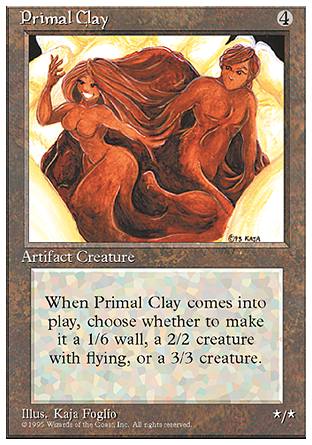 Primal Clay 4
©93 KAJA
Artifact Creature
When Primal Clay comes into
play, choose whether to make
it a 1/6 wall, a 2/2 creature
with flying, or a 3/3 creature.
Illus. Kaja Foglio
*/*
©1995 Wizards of the Coast, Inc. All rights reserved.